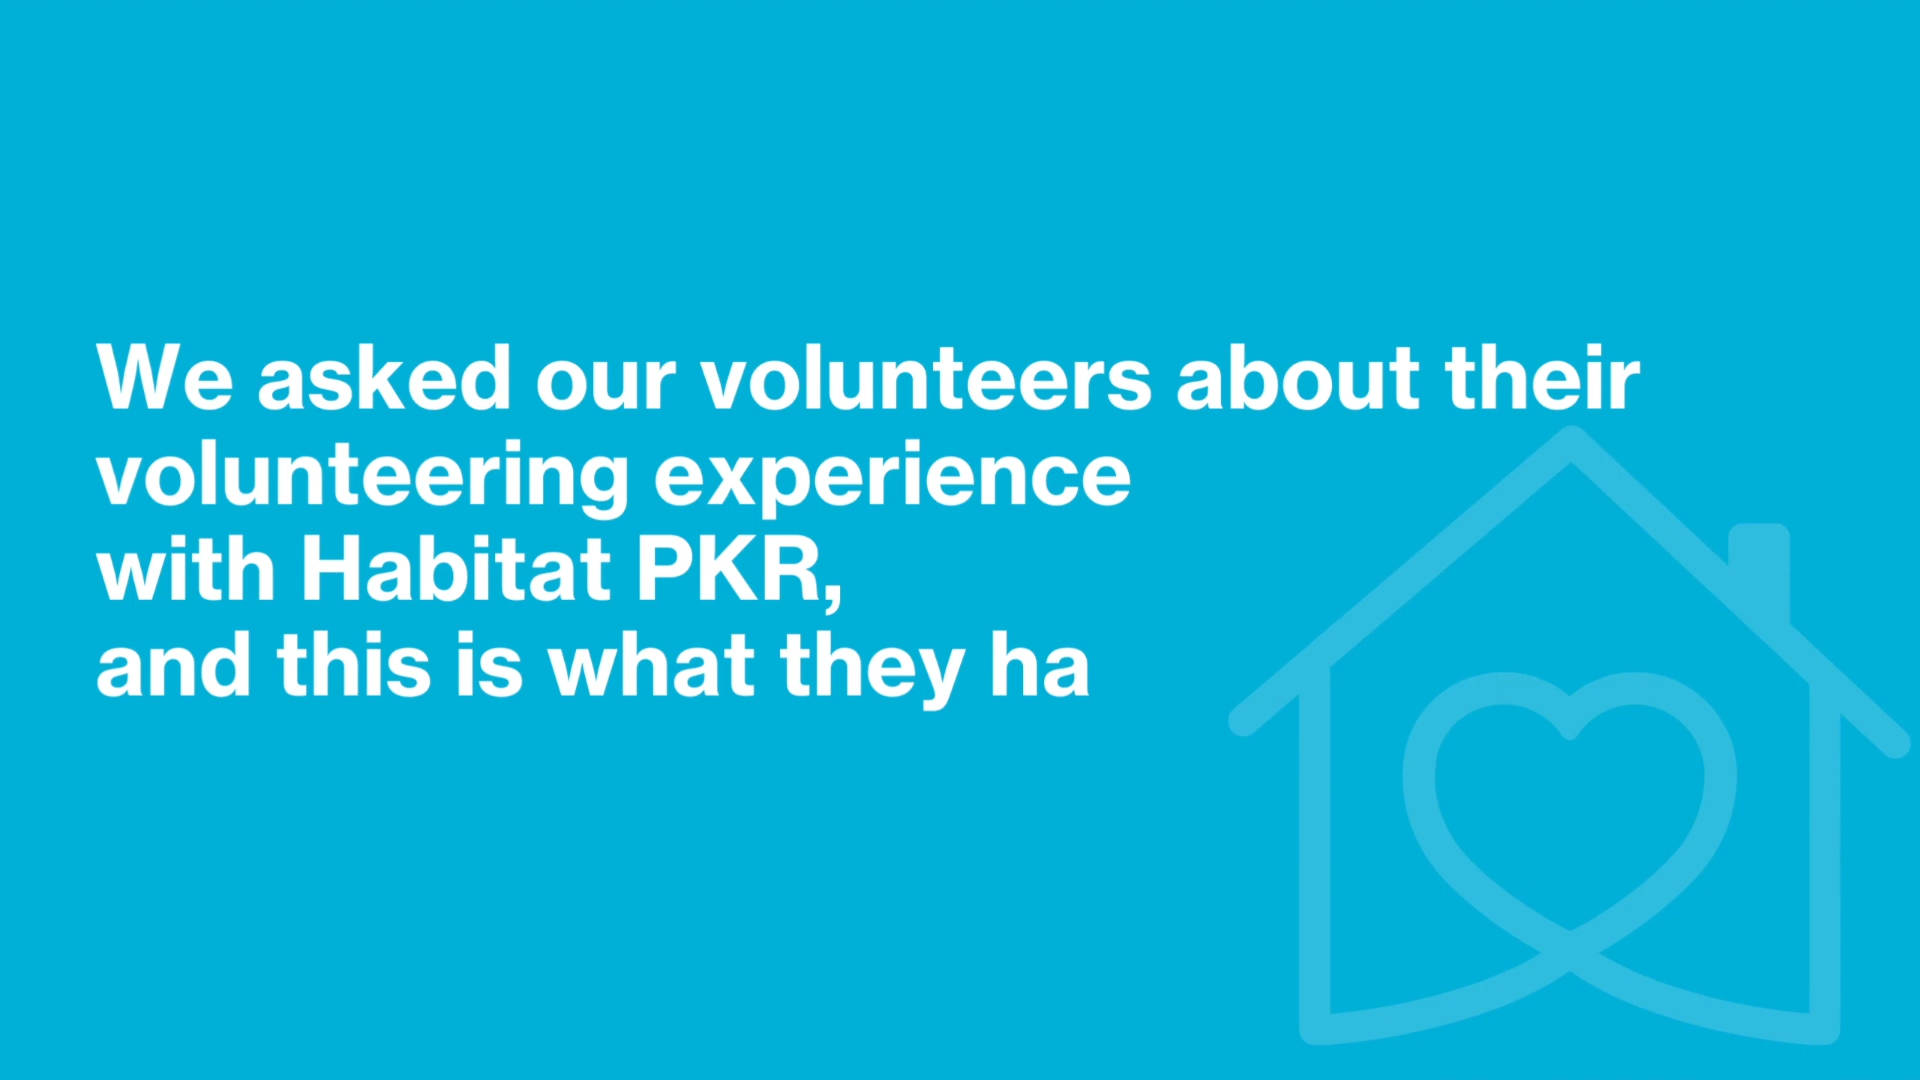 We asked our volunteers about their
volunteering experience
with Habitat PKR,
and this is what they ha